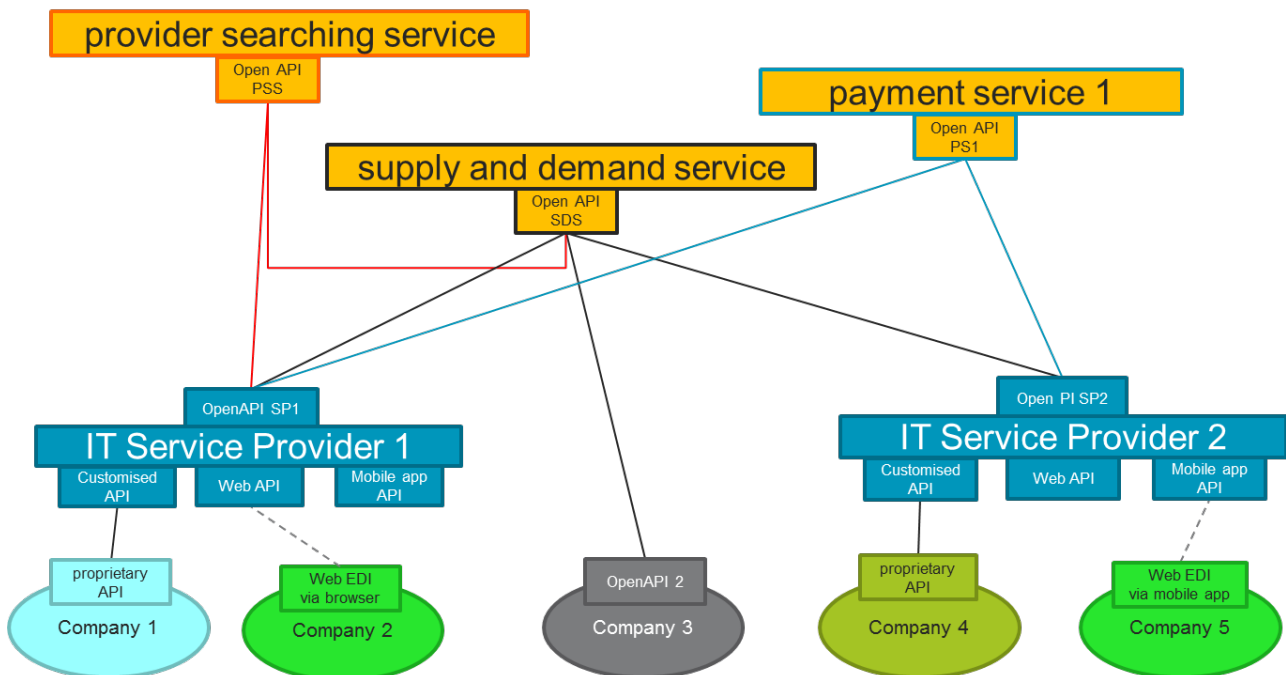 provider searching service
Open API
PSS
payment service 1
Open API
PS1
supply and demand service
Open API
SDS
OpenAPI SP1
IT Service Provider 1
Customised
API
Web API
Mobile app
API
Open PI SP2
IT Service Provider 2
Customised
API
Web API
Mobile app
API
proprietary
API
Company 1
Web EDI
via browser
Company 2
OpenAPI 2
Company 3
proprietary
API
Company 4
Web EDI
via mobile app
Company 5